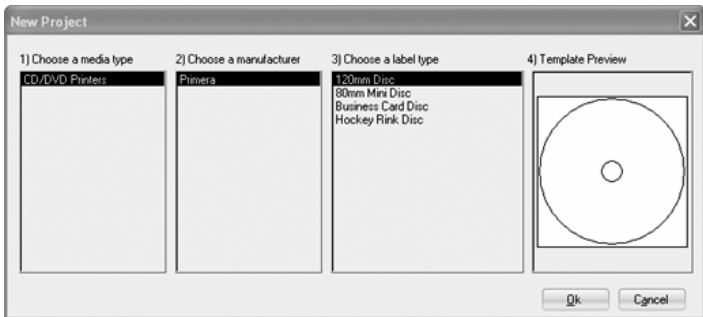 New Project
1) Choose a media type
2) Choose a manufacturer
3) Choose a label type
4) Template Preview
CD/DVD Printers
Primera
120mm Disc
80mm Mini Disc
Business Card Disc
Hockey Rink Disc
Ok
Cancel